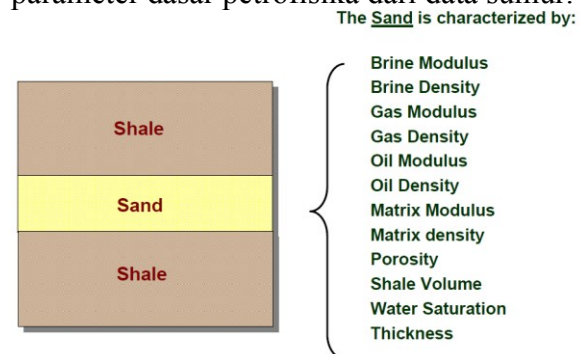 parameter dasar petrofisika dari data sumur.
The Sand is characterized by:
Shale
Sand
Shale
Brine Modulus
Brine Density
Gas Modulus
Gas Density
Oil Modulus
Oil Density
Matrix Modulus
Matrix density
Porosity
Shale Volume
Water Saturation
Thickness